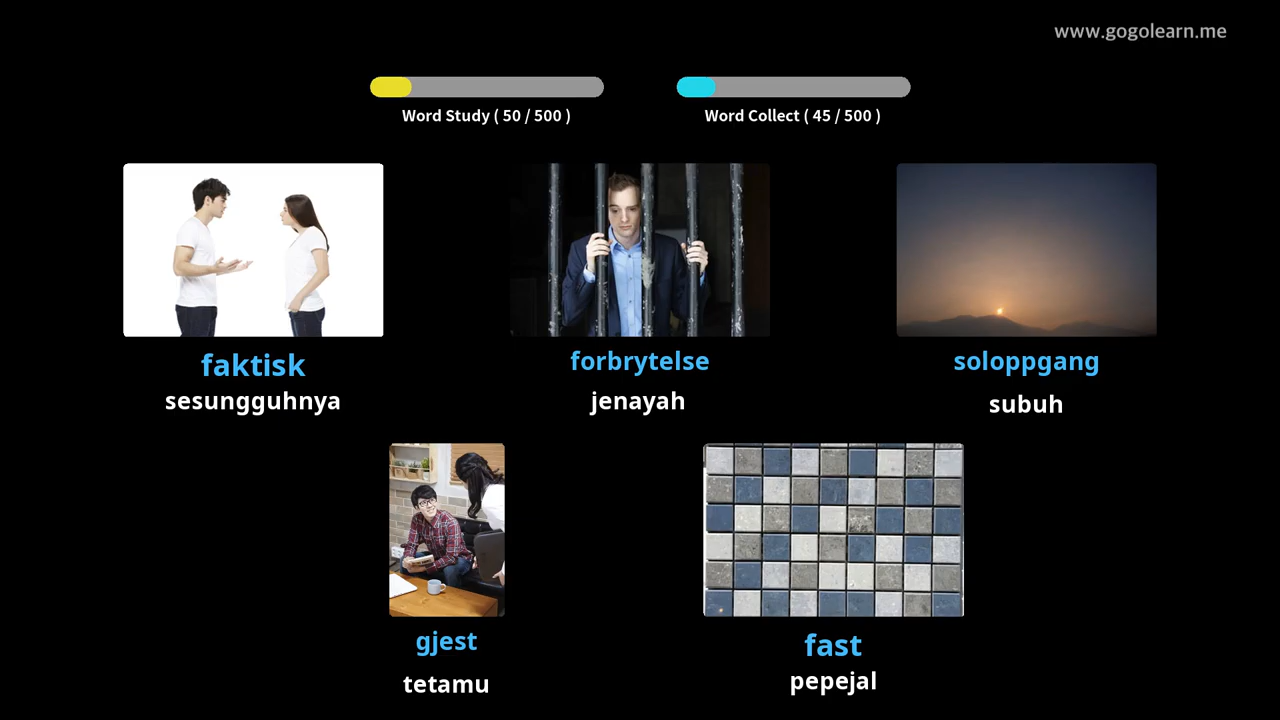 www.gogolearn.me
Word Study ( 50 / 500 )
Word Collect ( 45 / 500 )
faktisk
sesungguhnya
forbrytelse
jenayah
soloppgang
subuh
gjest
tetamu
fast
pepejal